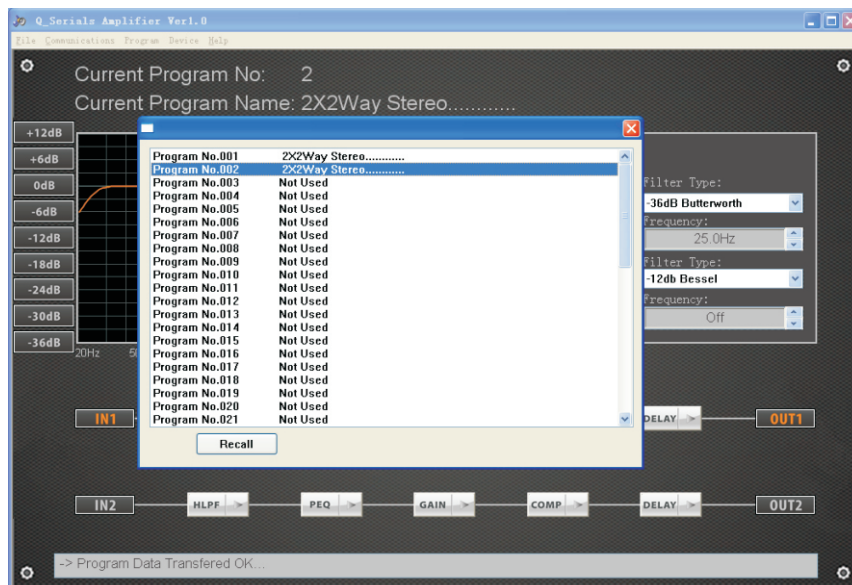 Q_Serials Amplifier Ver1.0
File Communications Program Device Help
Current Program No: 2
Current Program Name: 2X2Way Stereo............
+12dB
+6dB
0dB
-6dB
-12dB
-18dB
-24dB
-30dB
-36dB
20Hz
Program No.001 2X2Way Stereo............
Program No.002 2X2Way Stereo............
Program No.003 Not Used
Program No.004 Not Used
Program No.005 Not Used
Program No.006 Not Used
Program No.007 Not Used
Program No.008 Not Used
Program No.009 Not Used
Program No.010 Not Used
Program No.011 Not Used
Program No.012 Not Used
Program No.013 Not Used
Program No.014 Not Used
Program No.015 Not Used
Program No.016 Not Used
Program No.017 Not Used
Program No.018 Not Used
Program No.019 Not Used
Program No.020 Not Used
Program No.021 Not Used
Recall
Filter Type:
-36dB Butterworth
Frequency:
25.0Hz
Filter Type:
-12db Bessel
Frequency:
Off
IN1 DELAY OUT1
IN2 HLPF PEQ GAIN COMP DELAY OUT2
-> Program Data Transfered OK...